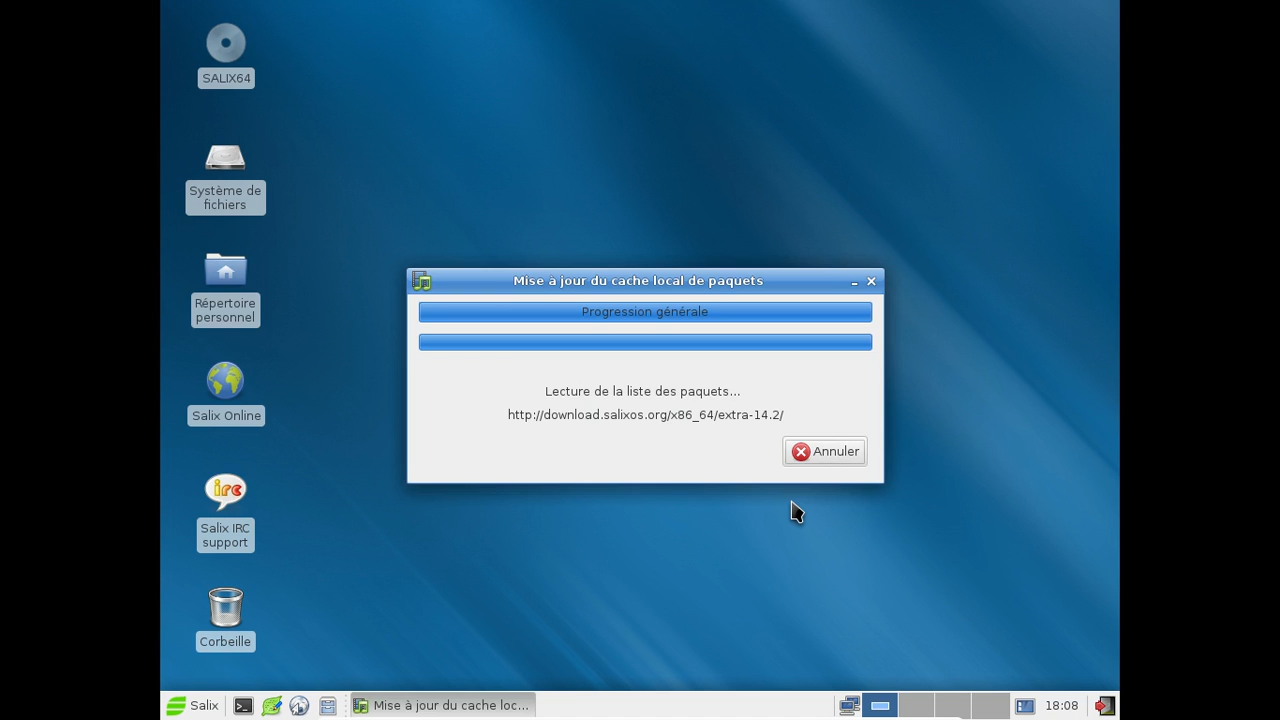 SALIX64
Système de
fichiers
Répertoire
personnel
Salix Online
irc
Salix IRC
support
Corbeille
Mise à jour du cache local de paquets
Progression générale
Lecture de la liste des paquets...
http://download.salixos.org/x86_64/extra-14.2/
Annuler
Salix
Mise à jour du cache loc...
18:08